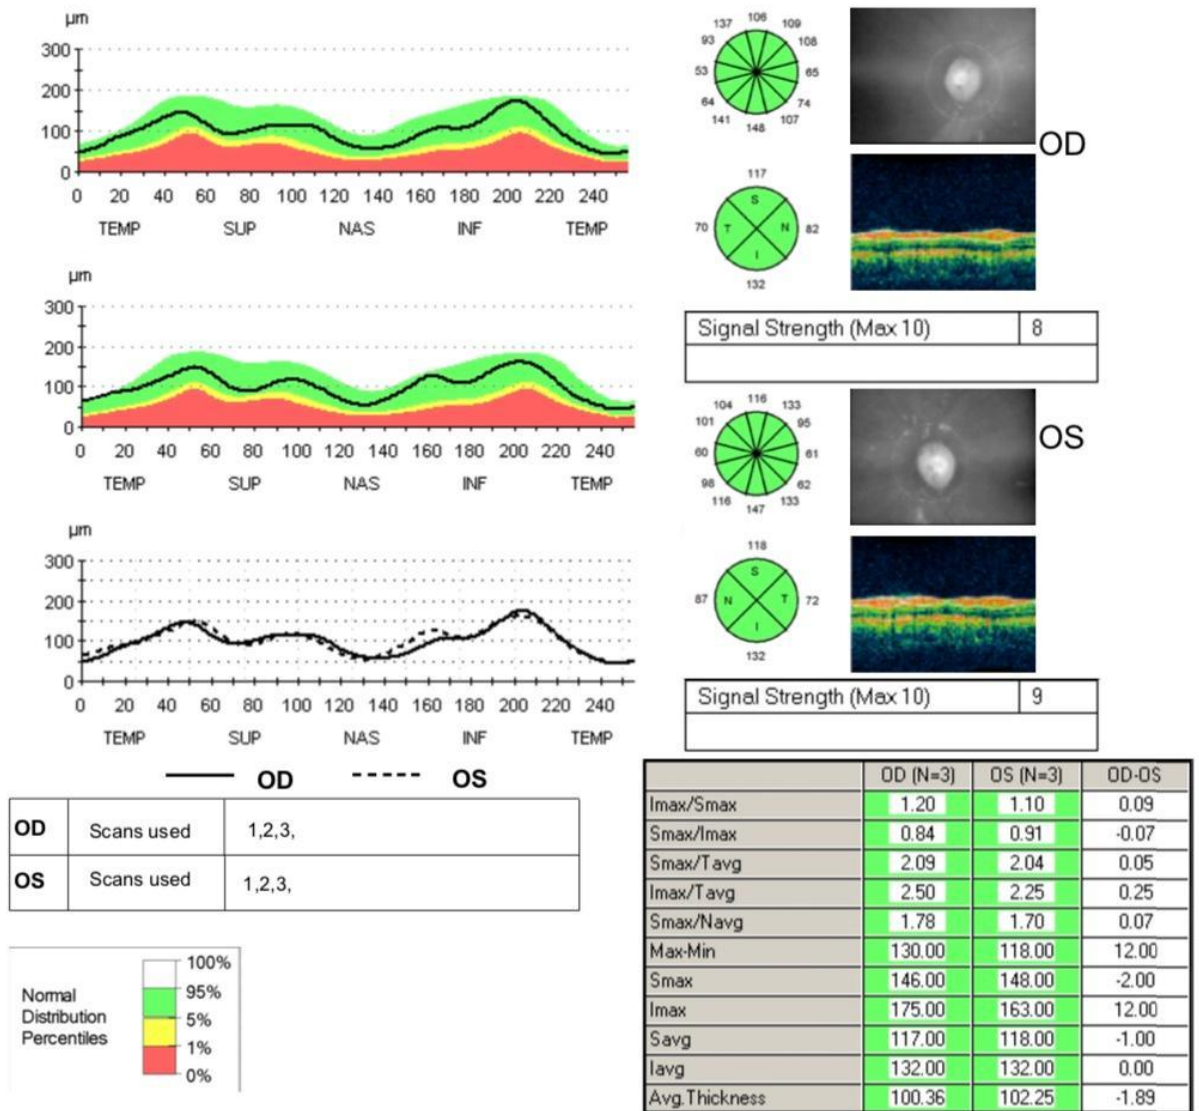 µm
300
200
100
0
0 20 40 60 80 100 120 140 160 180 200 220 240
TEMP SUP NAS INF TEMP
106
137 109
93 108
53 65
64 74
141 107
148
117
S
70 T N 82
I
132
OD
Signal Strength (Max 10) 8
µm
300
200
100
0
0 20 40 60 80 100 120 140 160 180 200 220 240
TEMP SUP NAS INF TEMP
116
104 133
101 95
60 61
98 62
116 133
147
OS
118
S
87 N T 72
I
132
Signal Strength (Max 10) 9
µm
300
200
100
0
0 20 40 60 80 100 120 140 160 180 200 220 240
TEMP SUP NAS INF TEMP
OD OS
OD Scans used 1,2,3,
OS Scans used 1,2,3,
Normal
Distribution
Percentiles
100%
95%
5%
1%
0%
OD (N=3) OS (N=3) OD-OS
Imax/Smax 1.20 1.10 0.09
Smax/Imax 0.84 0.91 -0.07
Smax/Tavg 2.09 2.04 0.05
Imax/Tavg 2.50 2.25 0.25
Smax/Navg 1.78 1.70 0.07
Max-Min 130.00 118.00 12.00
Smax 146.00 148.00 -2.00
Imax 175.00 163.00 12.00
Savg 117.00 118.00 -1.00
Iavg 132.00 132.00 0.00
Avg.Thickness 100.36 102.25 -1.89